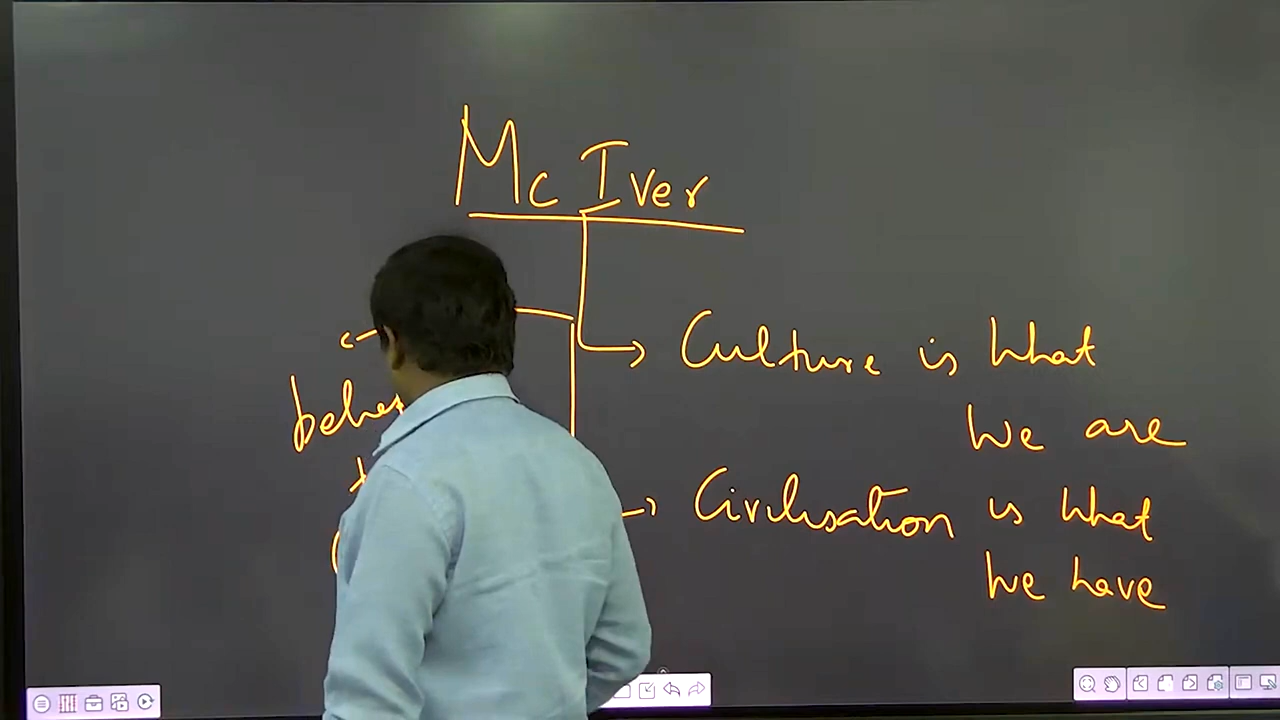 Mc Iver
Culture is what
we are
Civilisation is what
we have